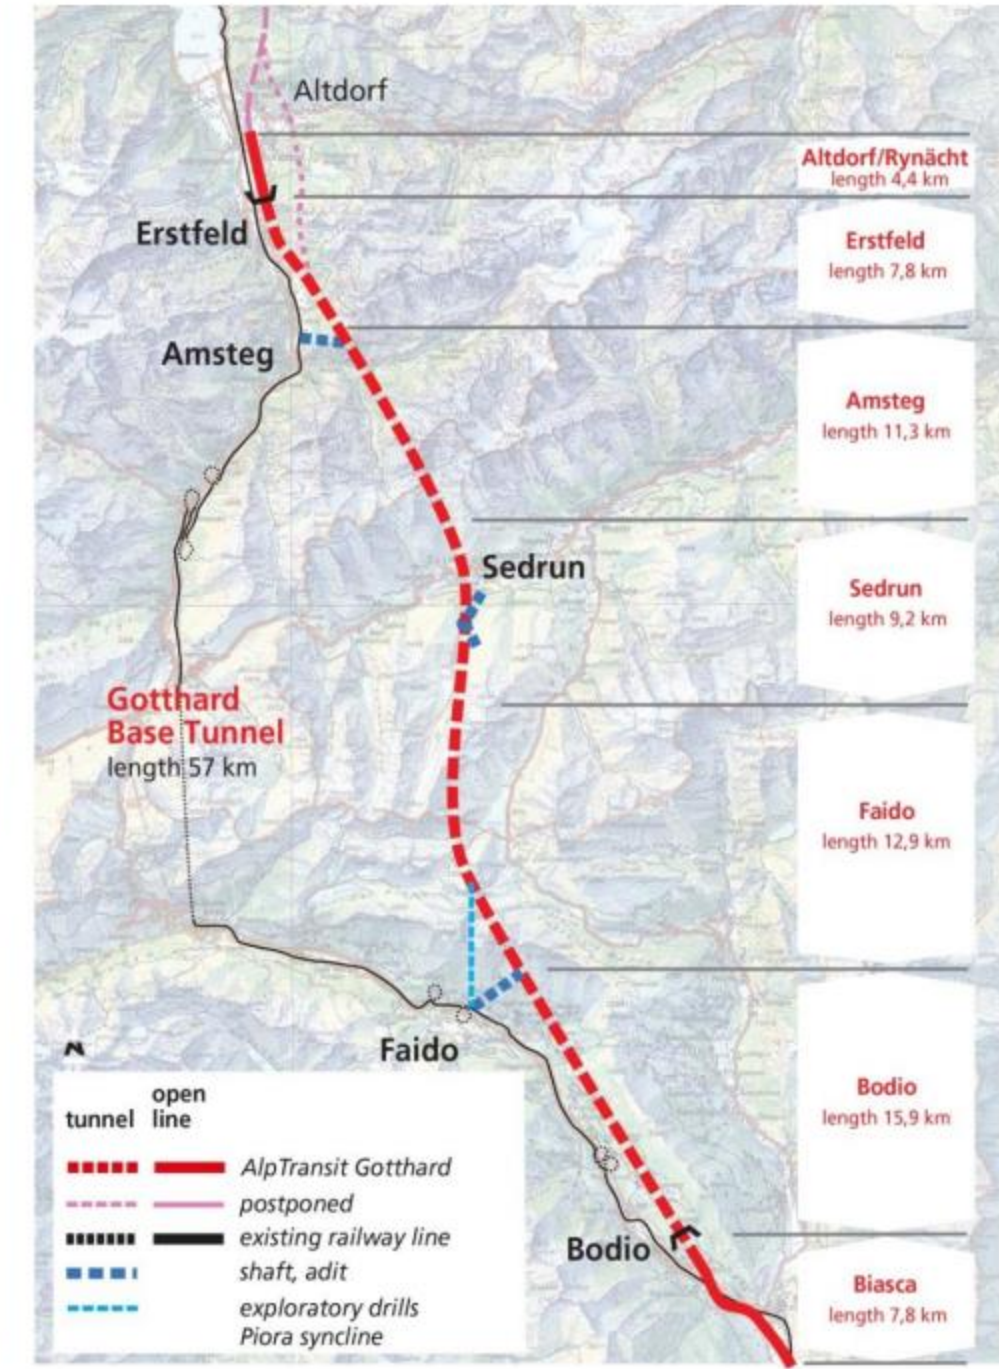 Altdorf
Altdorf/Rynächt
length 4,4 km
Erstfeld
Erstfeld
length 7,8 km
Amsteg
Amsteg
length 11,3 km
Sedrun
Sedrun
length 9,2 km
Gotthard
Base Tunnel
length 57 km
Faido
length 12,9 km
Faido
N
Bodio
length 15,9 km
tunnel open line
AlpTransit Gotthard
postponed
existing railway line
shaft, adit
exploratory drills
Piora syncline
Bodio
Biasca
length 7,8 km